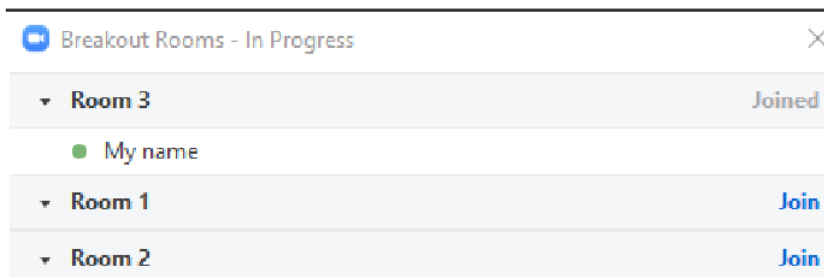 Breakout Rooms - In Progress
Room 3 Joined
My name
Room 1 Join
Room 2 Join